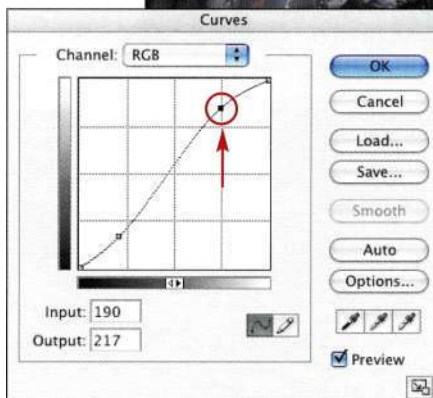 Curves
Channel: RGB
OK
Cancel
Load...
Save...
Smooth
Auto
Options...
Input: 190
Output: 217
Preview